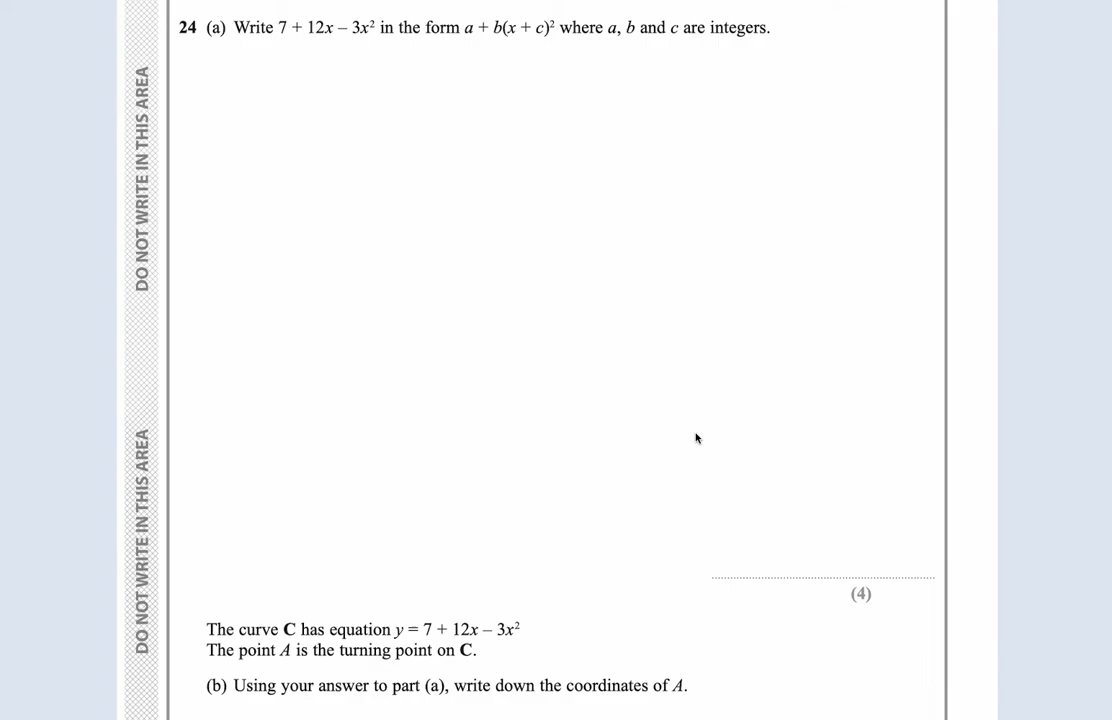 24 (a) Write 7 + 12x – 3x² in the form a + b(x + c)² where a, b and c are integers.
DO NOT WRITE IN THIS AREA
DO NOT WRITE IN THIS AREA
(4)
The curve C has equation y = 7 + 12x – 3x²
The point A is the turning point on C.
(b) Using your answer to part (a), write down the coordinates of A.